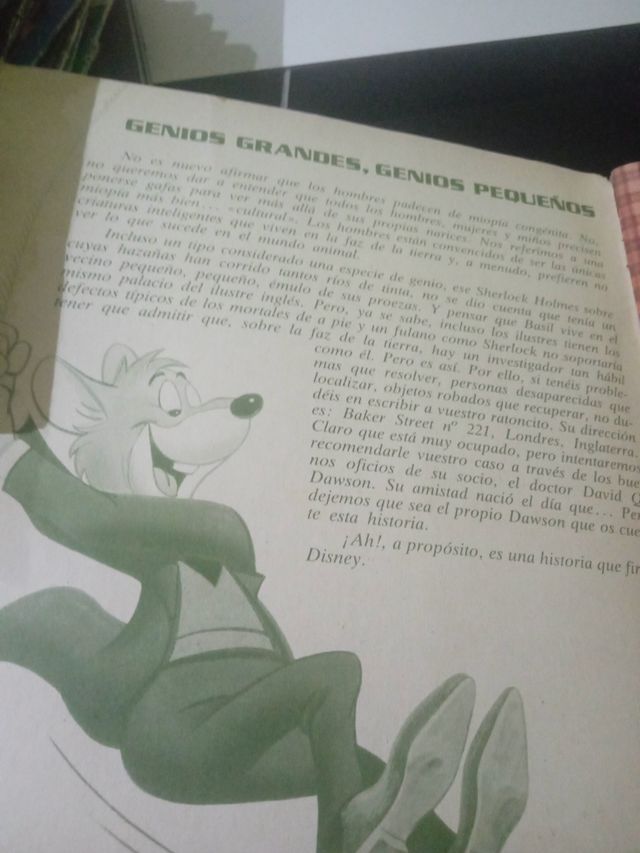 GENIOS GRANDES, GENIOS PEQUEÑOS
No es nuevo afirmar que los hombres padecen de miopía congénita. No,
no queremos dar a entender que todos los hombres, mujeres y niños precisen
ponerse gafas para ver más allá de sus propias narices. Nos referimos a una
miopía más bien... «cultural». Los hombres están convencidos de ser las únicas
criaturas inteligentes que viven en la faz de la tierra y, a menudo, prefieren no
ver lo que sucede en el mundo animal.
Incluso un tipo considerado una especie de genio, ese Sherlock Holmes sobre
cuyas hazañas han corrido tantos ríos de tinta, no se dio cuenta que tenía un
vecino pequeño, pequeño, émulo de sus proezas. Y pensar que Basil vive en el
mismo palacio del ilustre inglés. Pero, ya se sabe, incluso los ilustres tienen los
defectos típicos de los mortales de a pie y un fulano como Sherlock no soportaría
tener que admitir que, sobre la faz de la tierra, hay un investigador tan hábil
como él. Pero es así. Por ello, si tenéis proble-
mas que resolver, personas desaparecidas que
localizar, objetos robados que recuperar, no du-
déis en escribir a vuestro ratoncito. Su dirección
es: Baker Street nº 221, Londres, Inglaterra.
Claro que está muy ocupado, pero intentaremos
recomendarle vuestro caso a través de los bue
nos oficios de su socio, el doctor David Q
Dawson. Su amistad nació el día que... Pe
dejemos que sea el propio Dawson que os cue
te esta historia.
¡Ah!, a propósito, es una historia que fir
Disney.